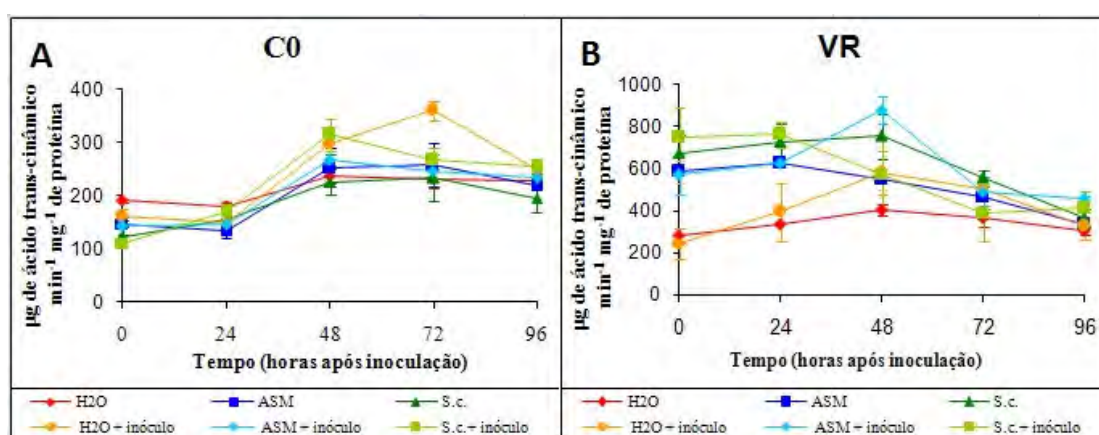 A
C0
µg de ácido trans-cinâmico
min-1 mg-1 de proteína
400
300
200
100
0
0 24 48 72 96
Tempo (horas após inoculação)
H2O ASM S.c.
H2O + inóculo ASM + inóculo S.c. + inóculo
B
VR
µg de ácido trans-cinâmico
min-1 mg-1 de proteína
1000
800
600
400
200
0
0 24 48 72 96
Tempo (horas após inoculação)
H2O ASM S.c.
H2O + inóculo ASM + inóculo S.c. + inóculo